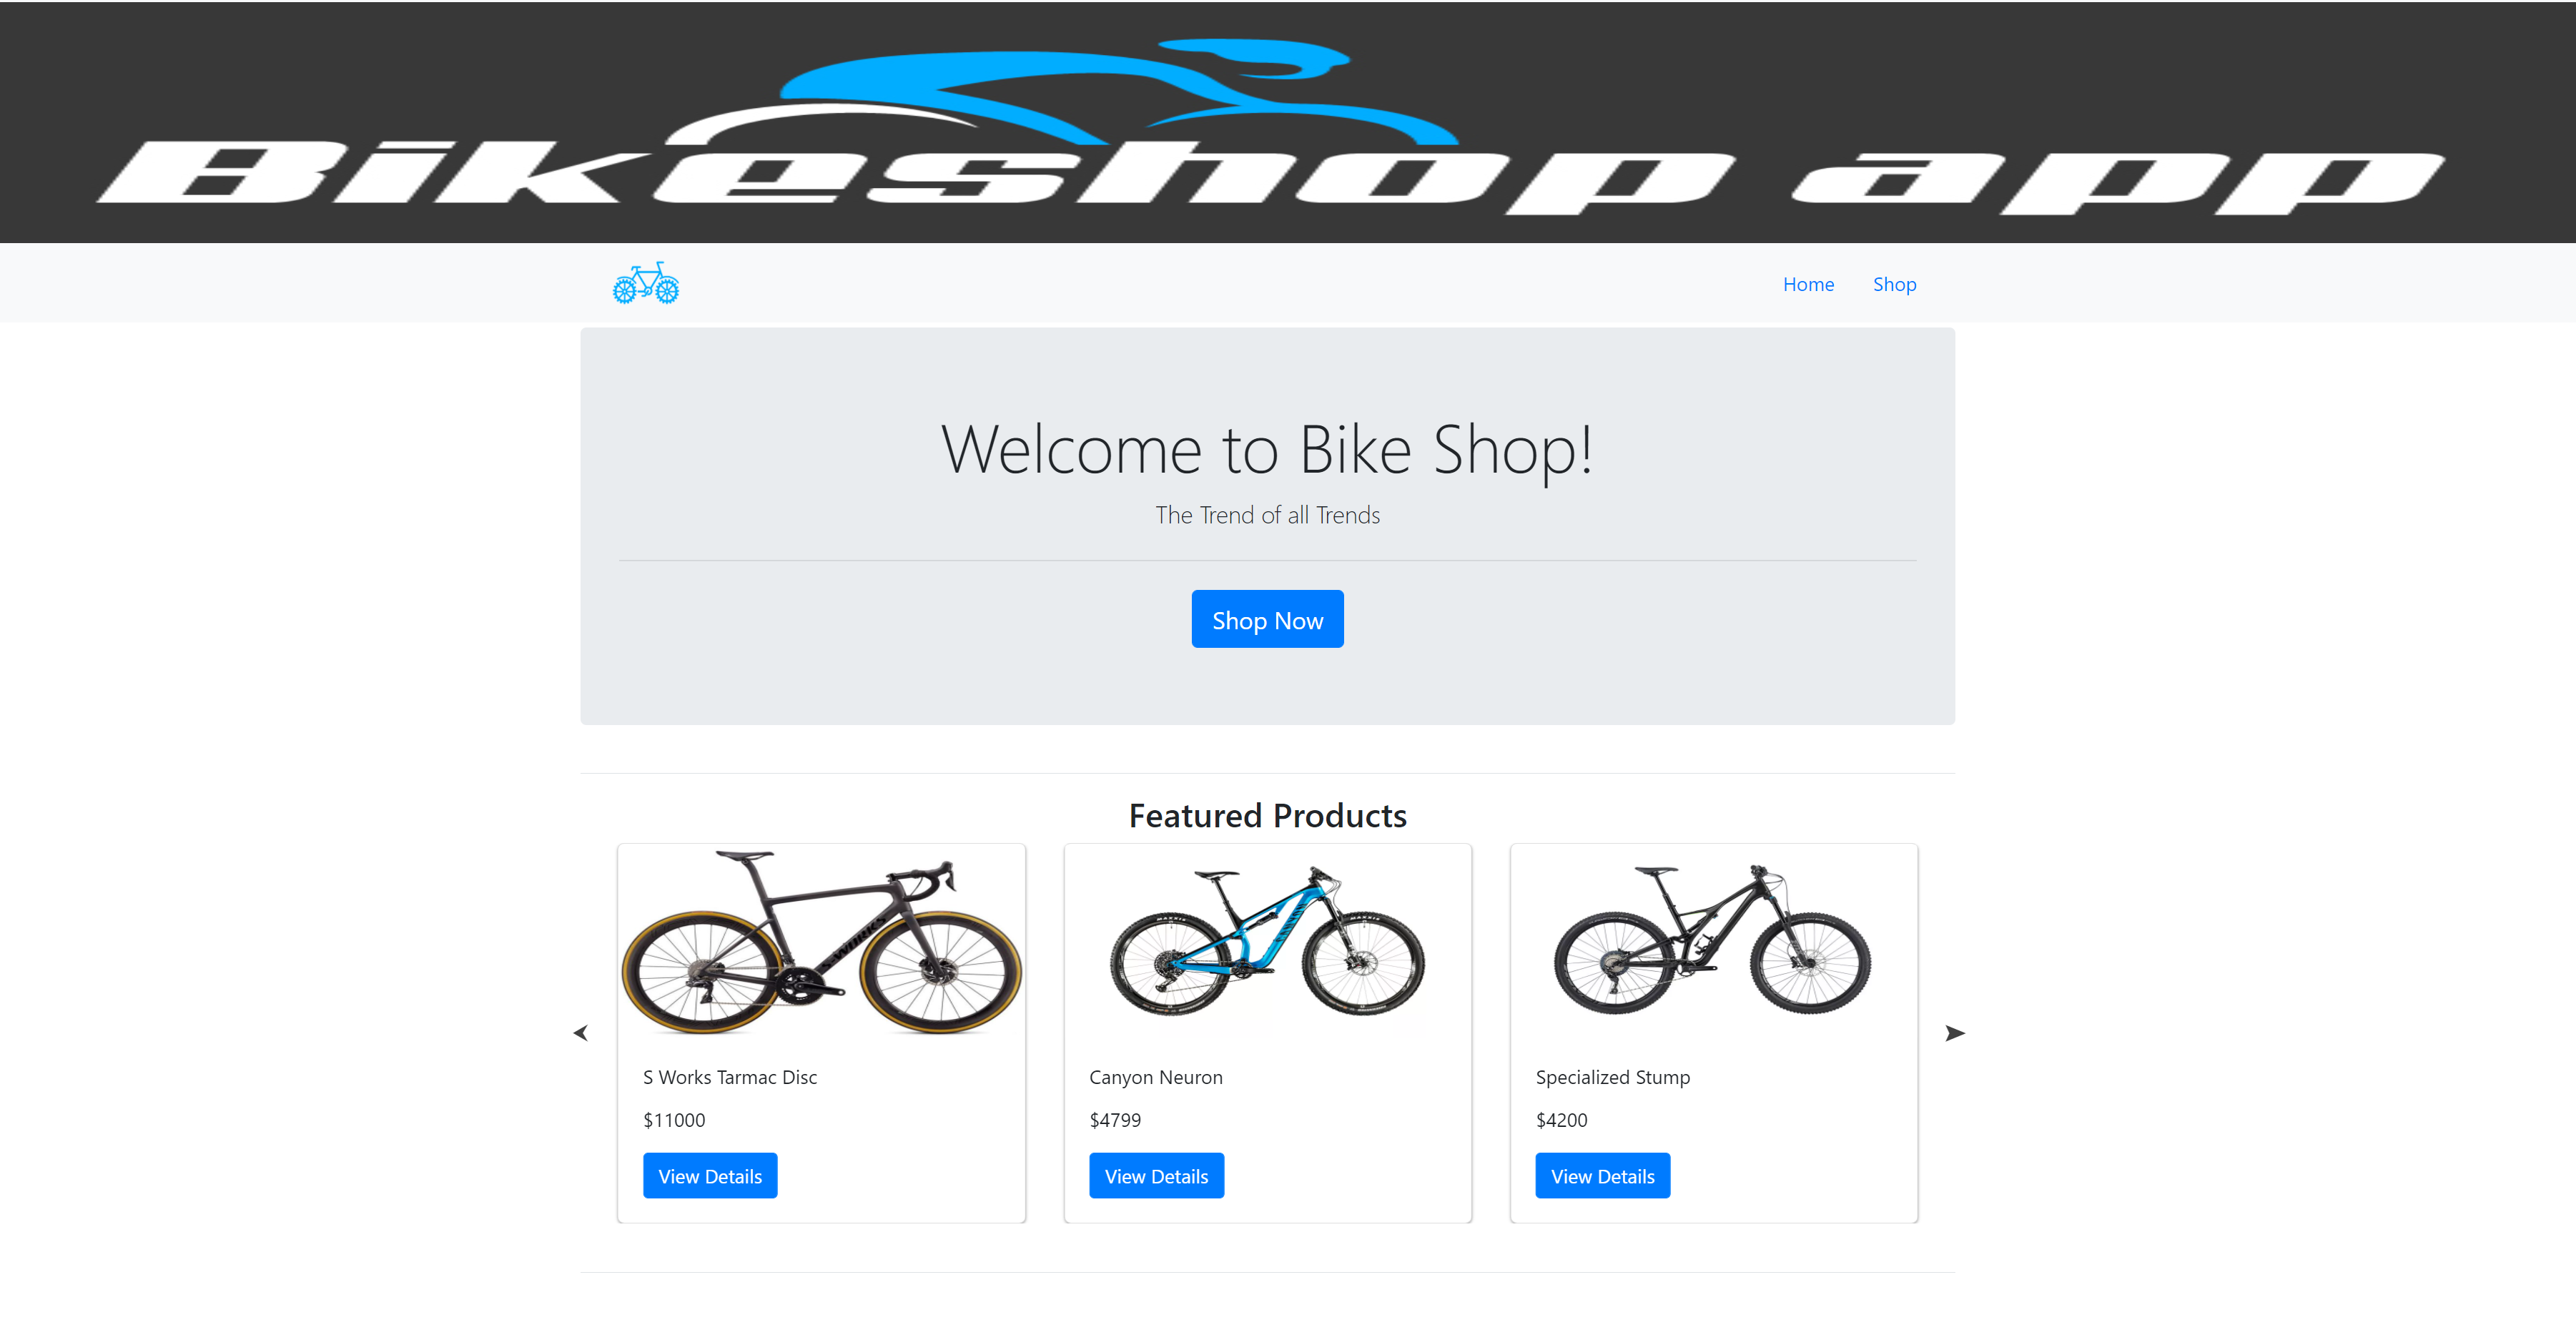 Bikeshop app
Home Shop
Welcome to Bike Shop!
The Trend of all Trends
Shop Now
Featured Products
S Works Tarmac Disc
$11000
View Details
Canyon Neuron
$4799
View Details
Specialized Stump
$4200
View Details